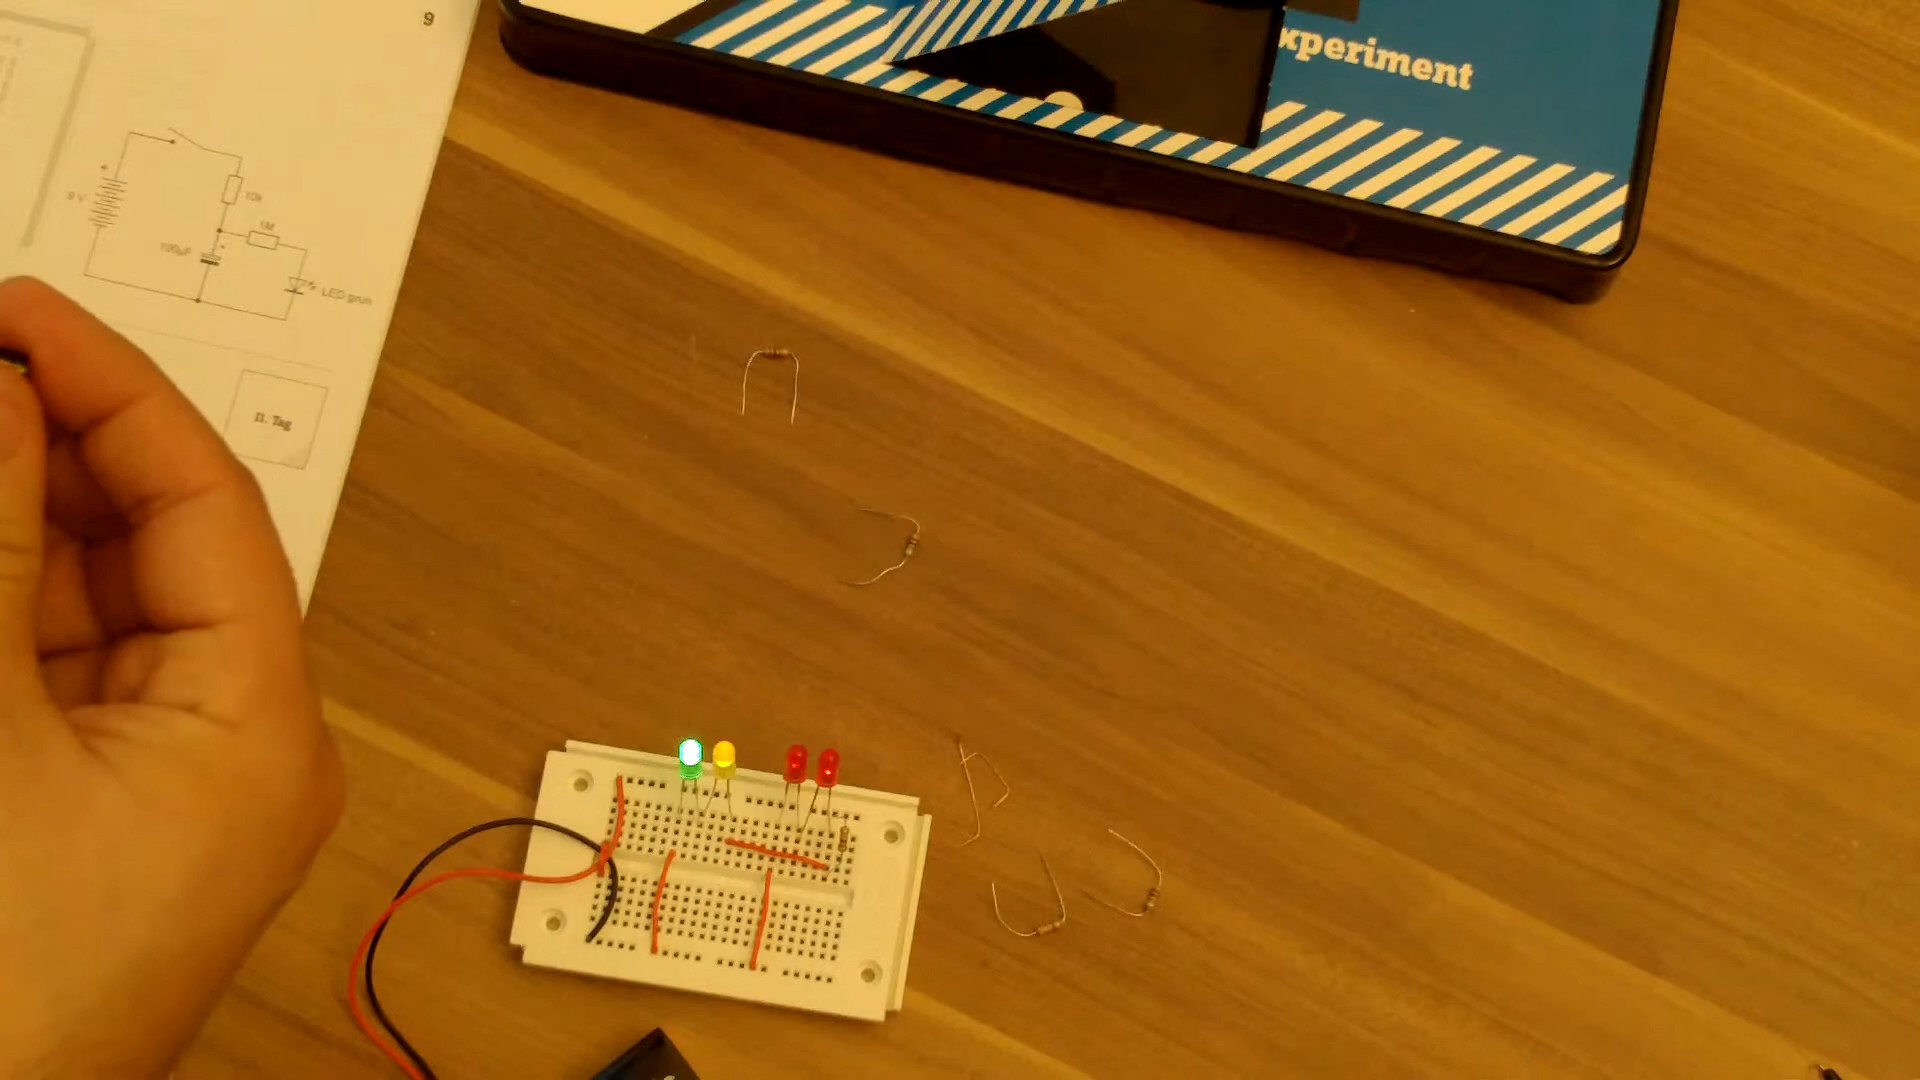 9
xperiment
10k
9 V
1M
100µF
LED grün
11. Tag